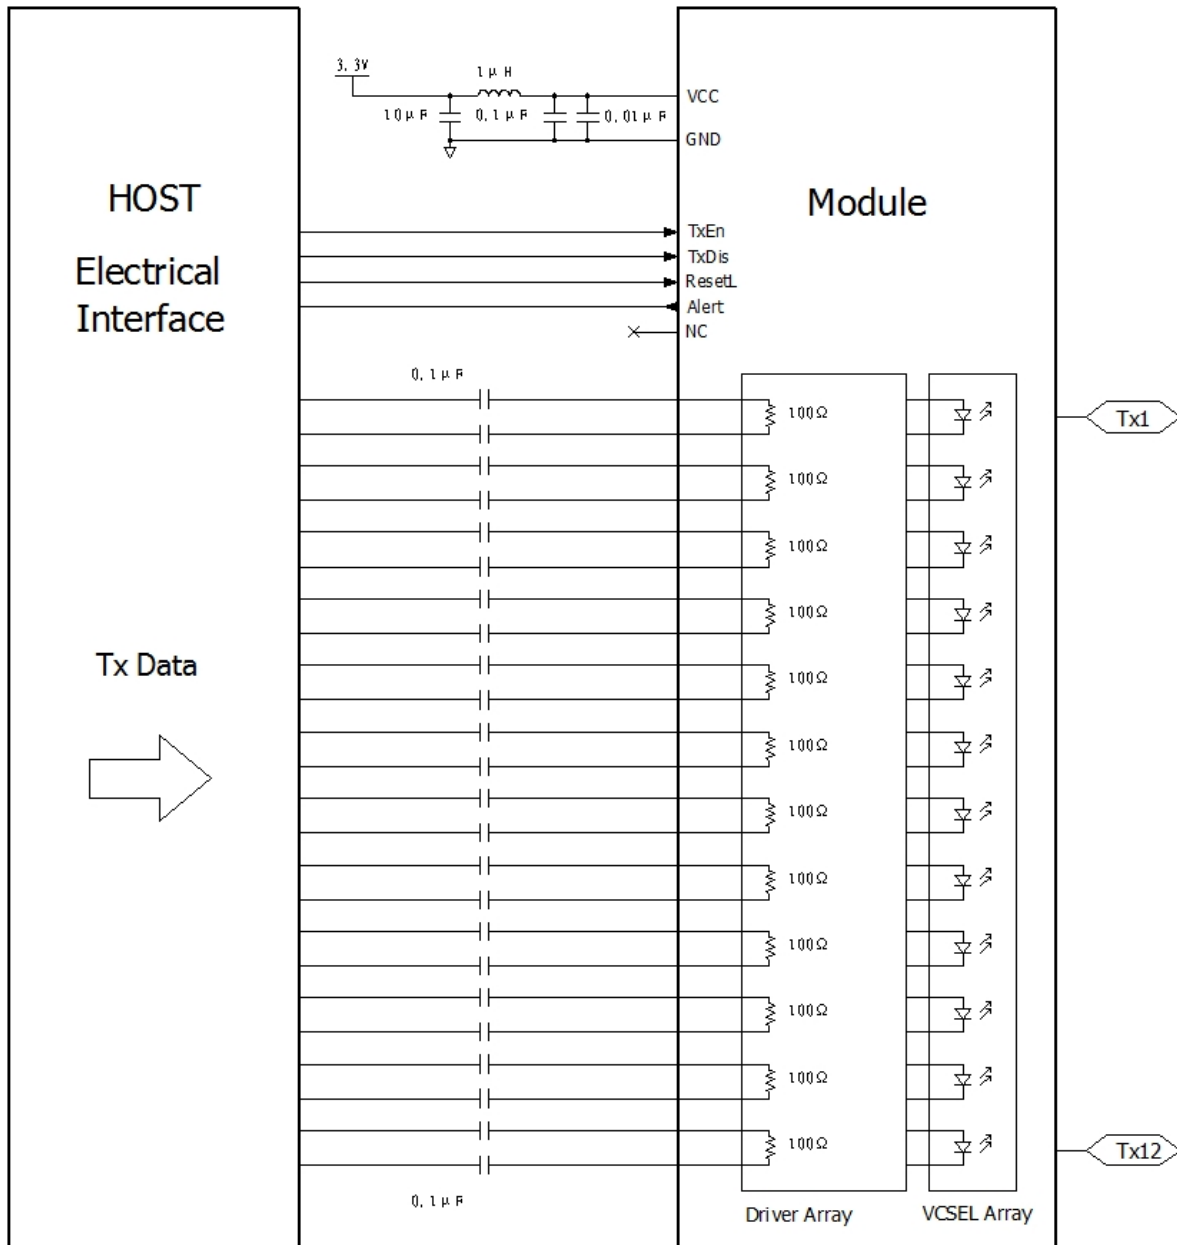 3.3V
1μH
10μF
0.1μF
0.01μF
VCC
GND
HOST
Electrical
Interface
Module
TxEn
TxDis
ResetL
Alert
NC
0.1μF
100Ω
100Ω
100Ω
100Ω
100Ω
100Ω
100Ω
100Ω
100Ω
100Ω
100Ω
100Ω
Tx1
Tx Data
Tx12
0.1μF
Driver Array
VCSEL Array